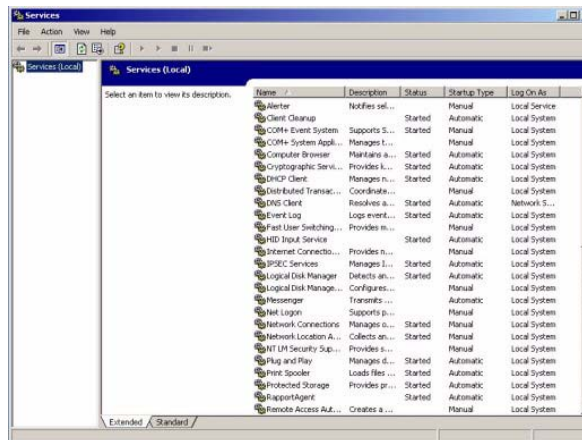 Services
File Action View Help
Services (Local)
Services (Local)
Select an item to view its description.
Name Description Status Startup Type Log On As
Alerter Notifies sel... Manual Local Service
Client Cleanup Started Automatic Local System
COM+ Event System Supports S... Started Manual Local System
COM+ System Appli... Manages t... Manual Local System
Computer Browser Maintains a... Started Automatic Local System
Cryptographic Servi... Provides k... Started Automatic Local System
DHCP Client Manages n... Started Automatic Local System
Distributed Transac... Coordinate... Manual Local System
DNS Client Resolves a... Started Automatic Network S...
Event Log Logs event... Started Automatic Local System
Fast User Switching... Provides m... Manual Local System
HID Input Service Started Automatic Local System
Internet Connectio... Provides n... Manual Local System
IPSEC Services Manages I... Started Automatic Local System
Logical Disk Manager Detects an... Started Automatic Local System
Logical Disk Manage... Configures... Manual Local System
Messenger Transmits ... Automatic Local System
Net Logon Supports p... Manual Local System
Network Connections Manages o... Started Manual Local System
Network Location A... Collects an... Started Manual Local System
NT LM Security Sup... Provides s... Manual Local System
Plug and Play Manages d... Started Automatic Local System
Print Spooler Loads files ... Started Automatic Local System
Protected Storage Provides pr... Started Automatic Local System
RapportAgent Started Automatic Local System
Remote Access Aut... Creates a ... Manual Local System
Extended Standard